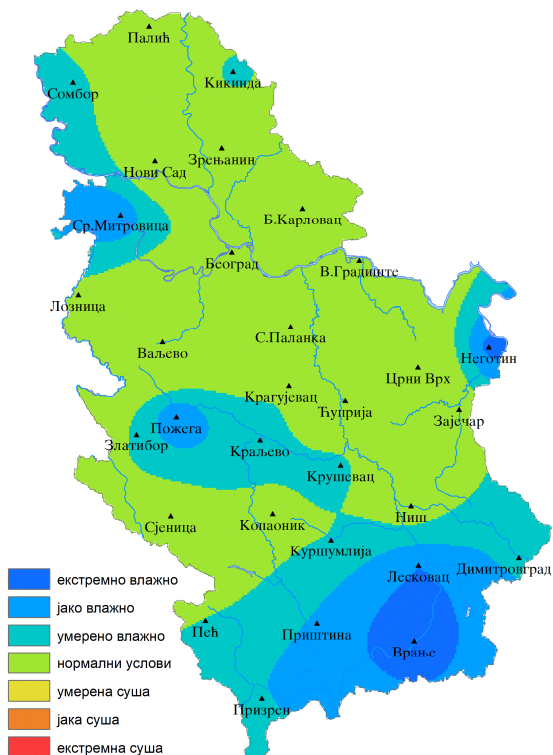 Палић
Кикинда
Сомбор
Зрењанин
Нови Сад
Ср.Митровица
Б.Карловац
Београд
В.Градиште
Лозница
С.Паланка
Ваљево
Неготин
Црни Врх
Крагујевац
Ћуприја
Зајечар
Пожега
Златибор
Краљево
Крушевац
Ниш
Копаоник
Сјеница
Куршумлија
Димитровград
Лесковац
екстремно влажно
јако влажно
Пећ
Приштина
умерено влажно
Врање
нормални услови
умерена суша
Призрен
јака суша
екстремна суша